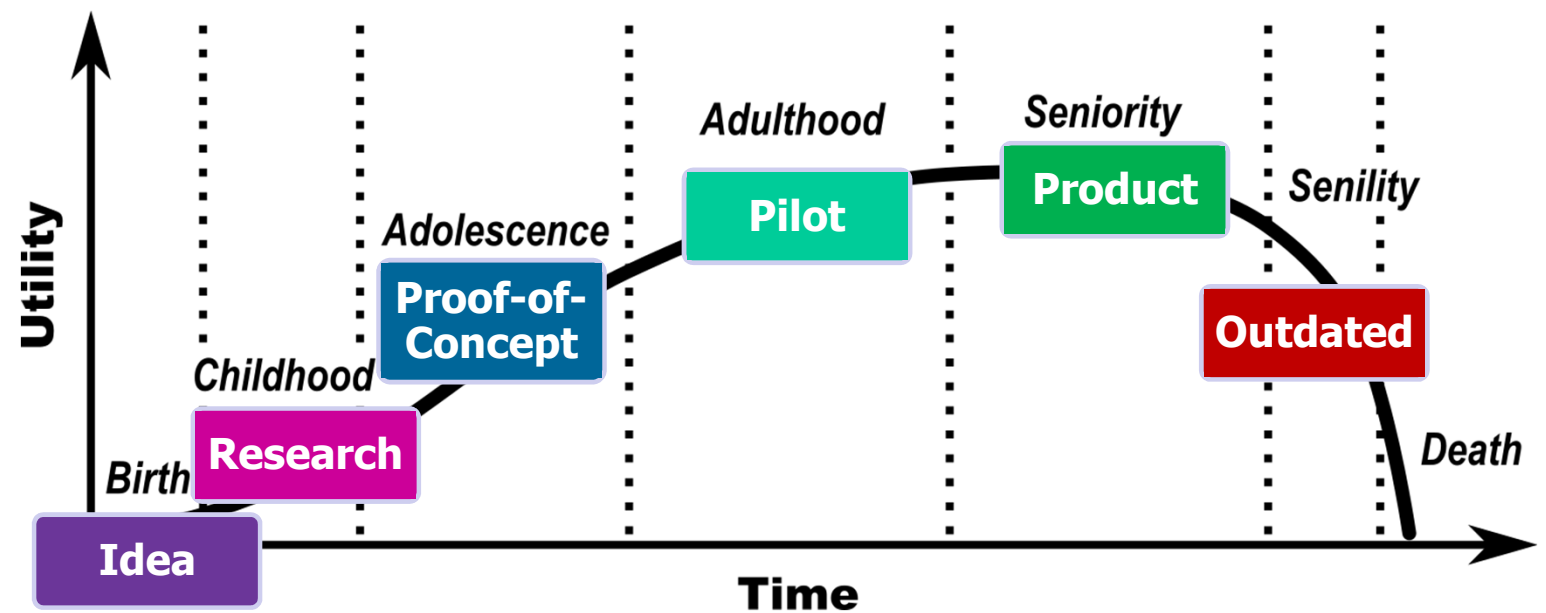 Utility
Birth
Idea
Childhood
Research
Adolescence
Proof-of-
Concept
Adulthood
Pilot
Seniority
Product
Senility
Outdated
Death
Time